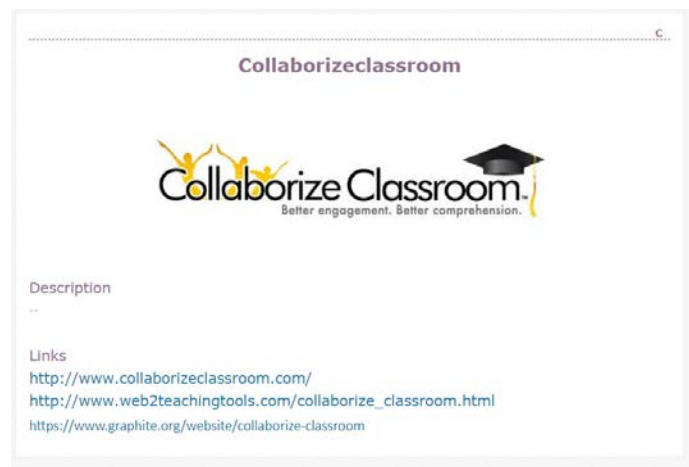 C
Collaborizeclassroom
Collaborize Classroom™
Better engagement. Better comprehension.
Description
--
Links
http://www.collaborizeclassroom.com/
http://www.web2teachingtools.com/collaborize_classroom.html
https://www.graphite.org/website/collaborize-classroom